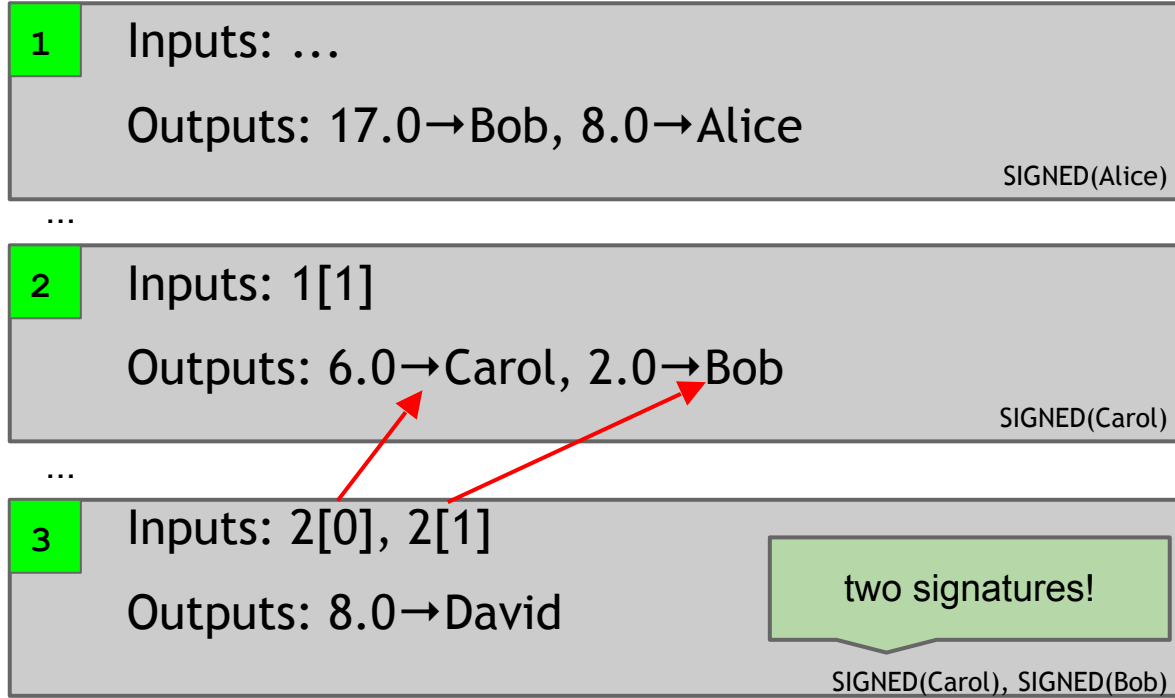 1
Inputs: ...
Outputs: 17.0→Bob, 8.0→Alice
SIGNED(Alice)
...
2
Inputs: 1[1]
Outputs: 6.0→Carol, 2.0→Bob
SIGNED(Carol)
...
3
Inputs: 2[0], 2[1]
Outputs: 8.0→David
two signatures!
SIGNED(Carol), SIGNED(Bob)